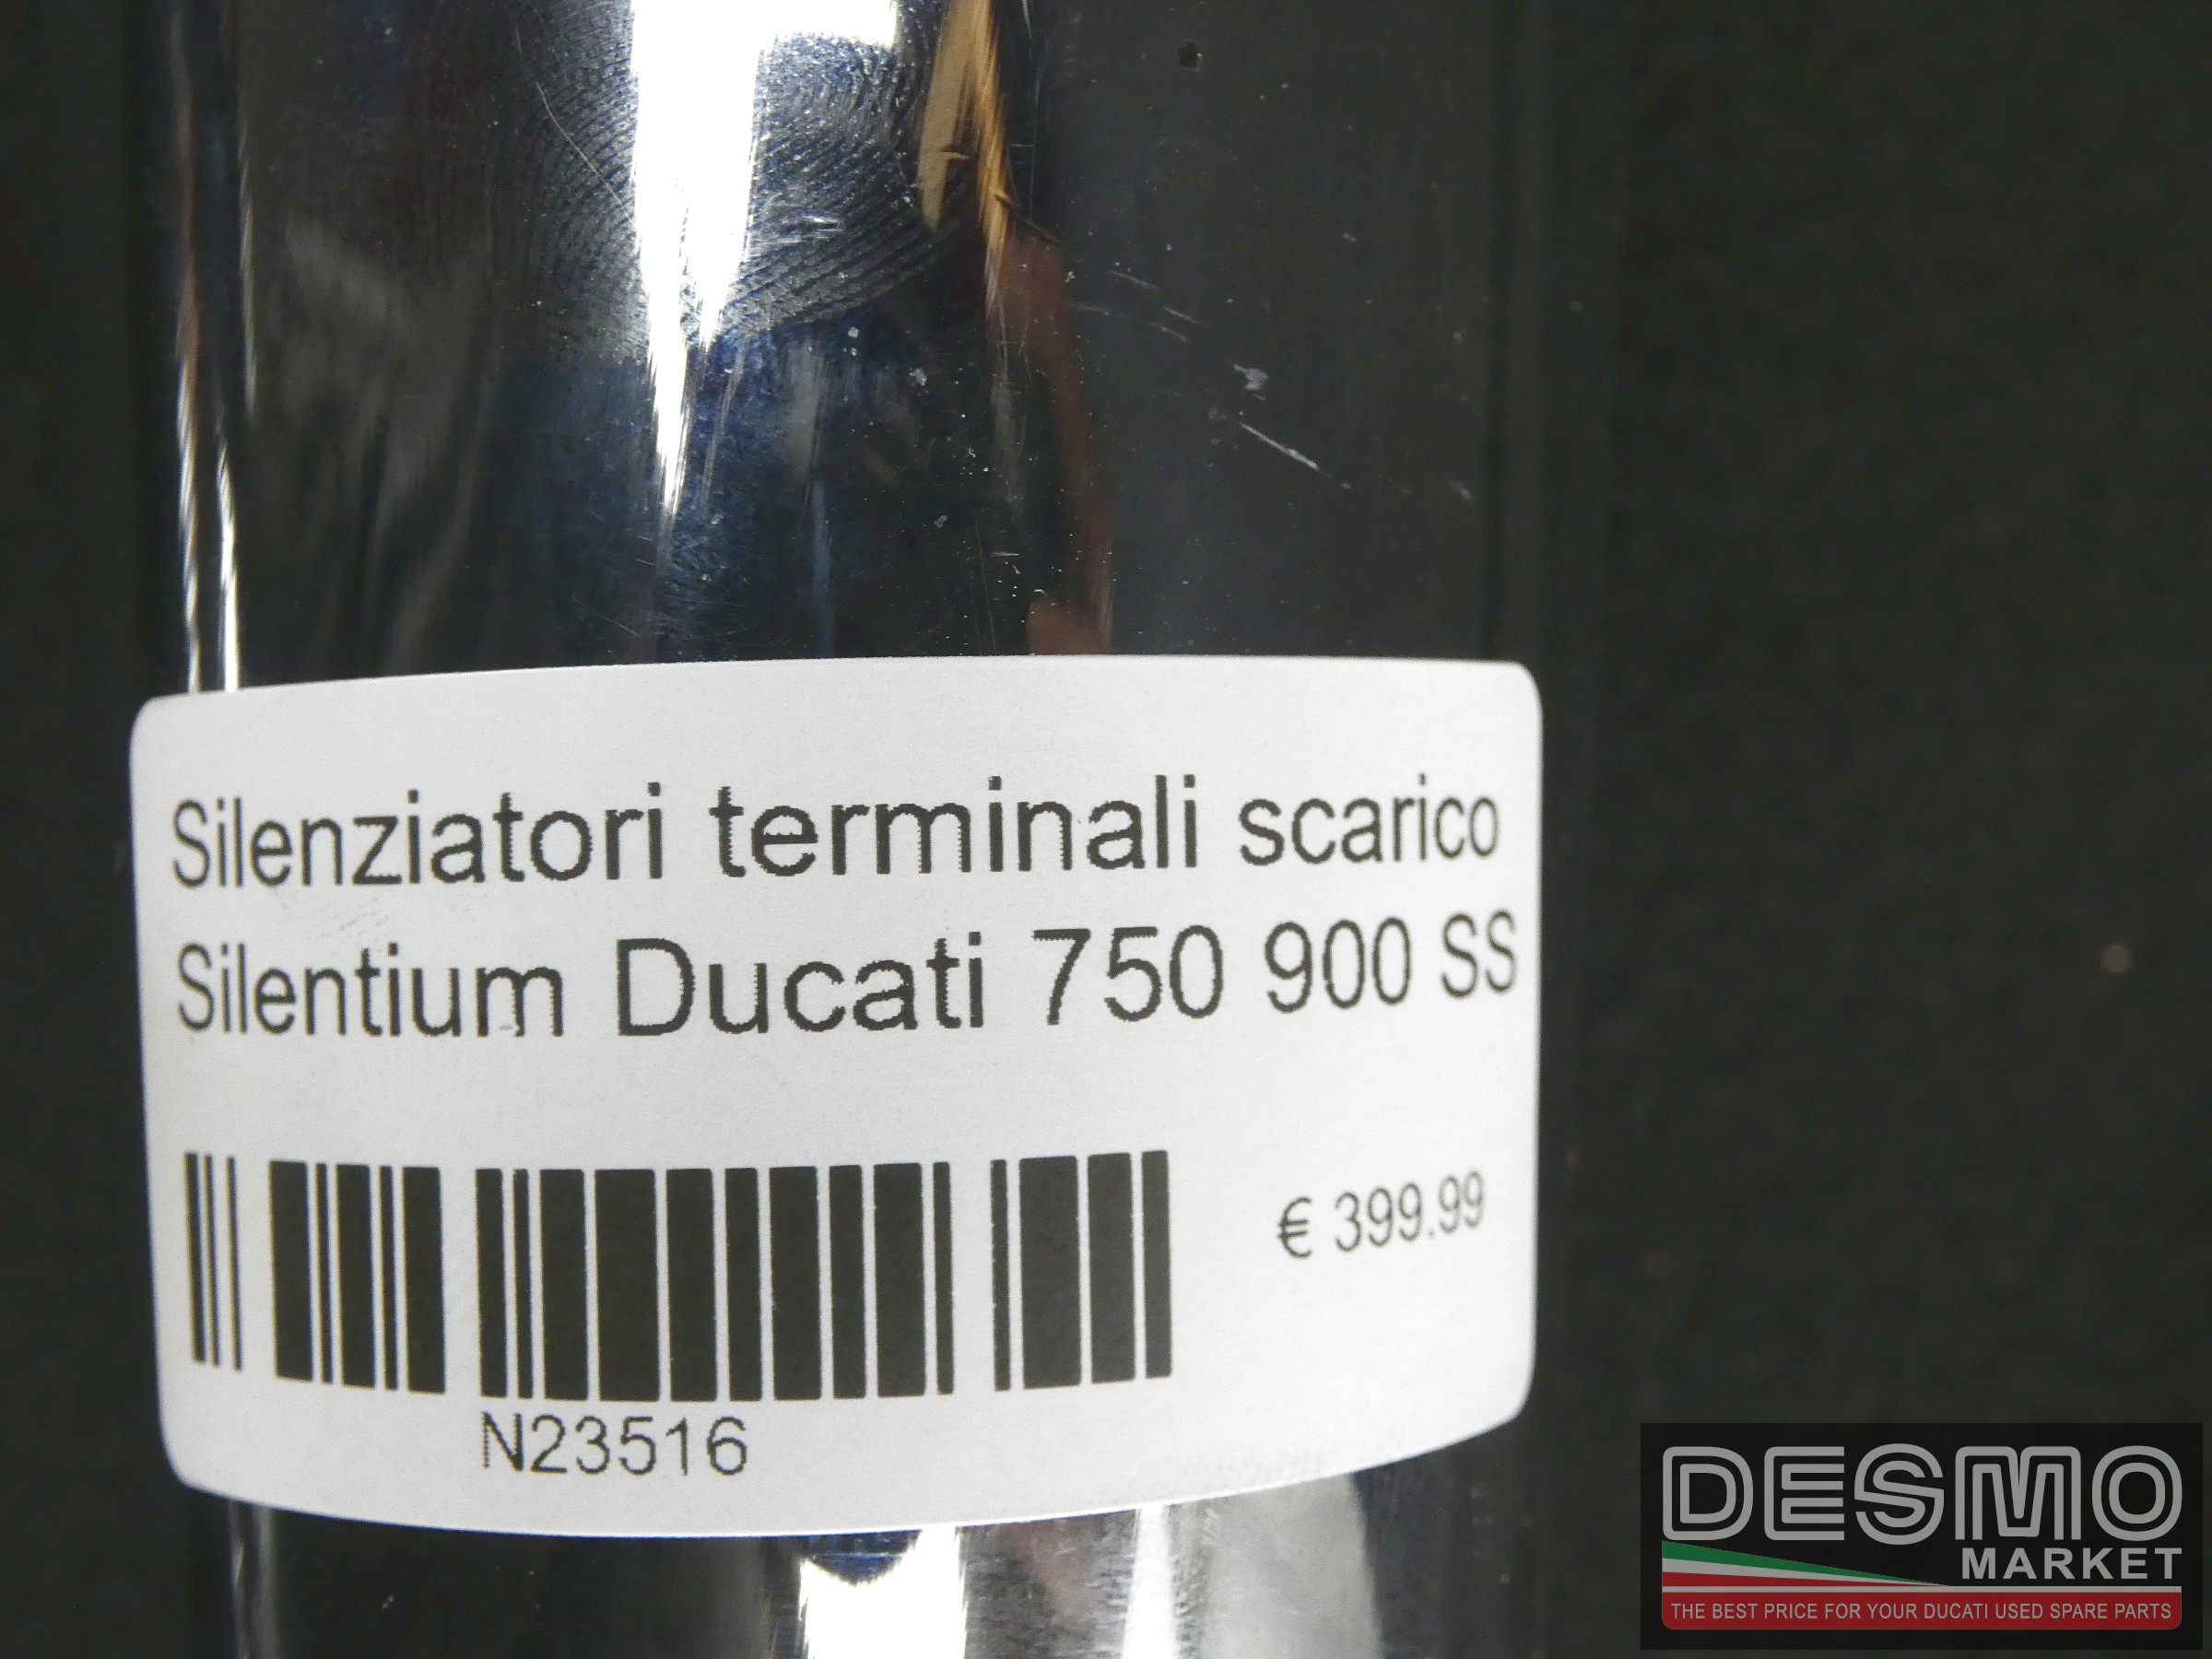 Silenziatori terminali scarico
Silentium Ducati 750 900 SS
€ 399.99
N23516
DESMO
MARKET
THE BEST PRICE FOR YOUR DUCATI USED SPARE PARTS